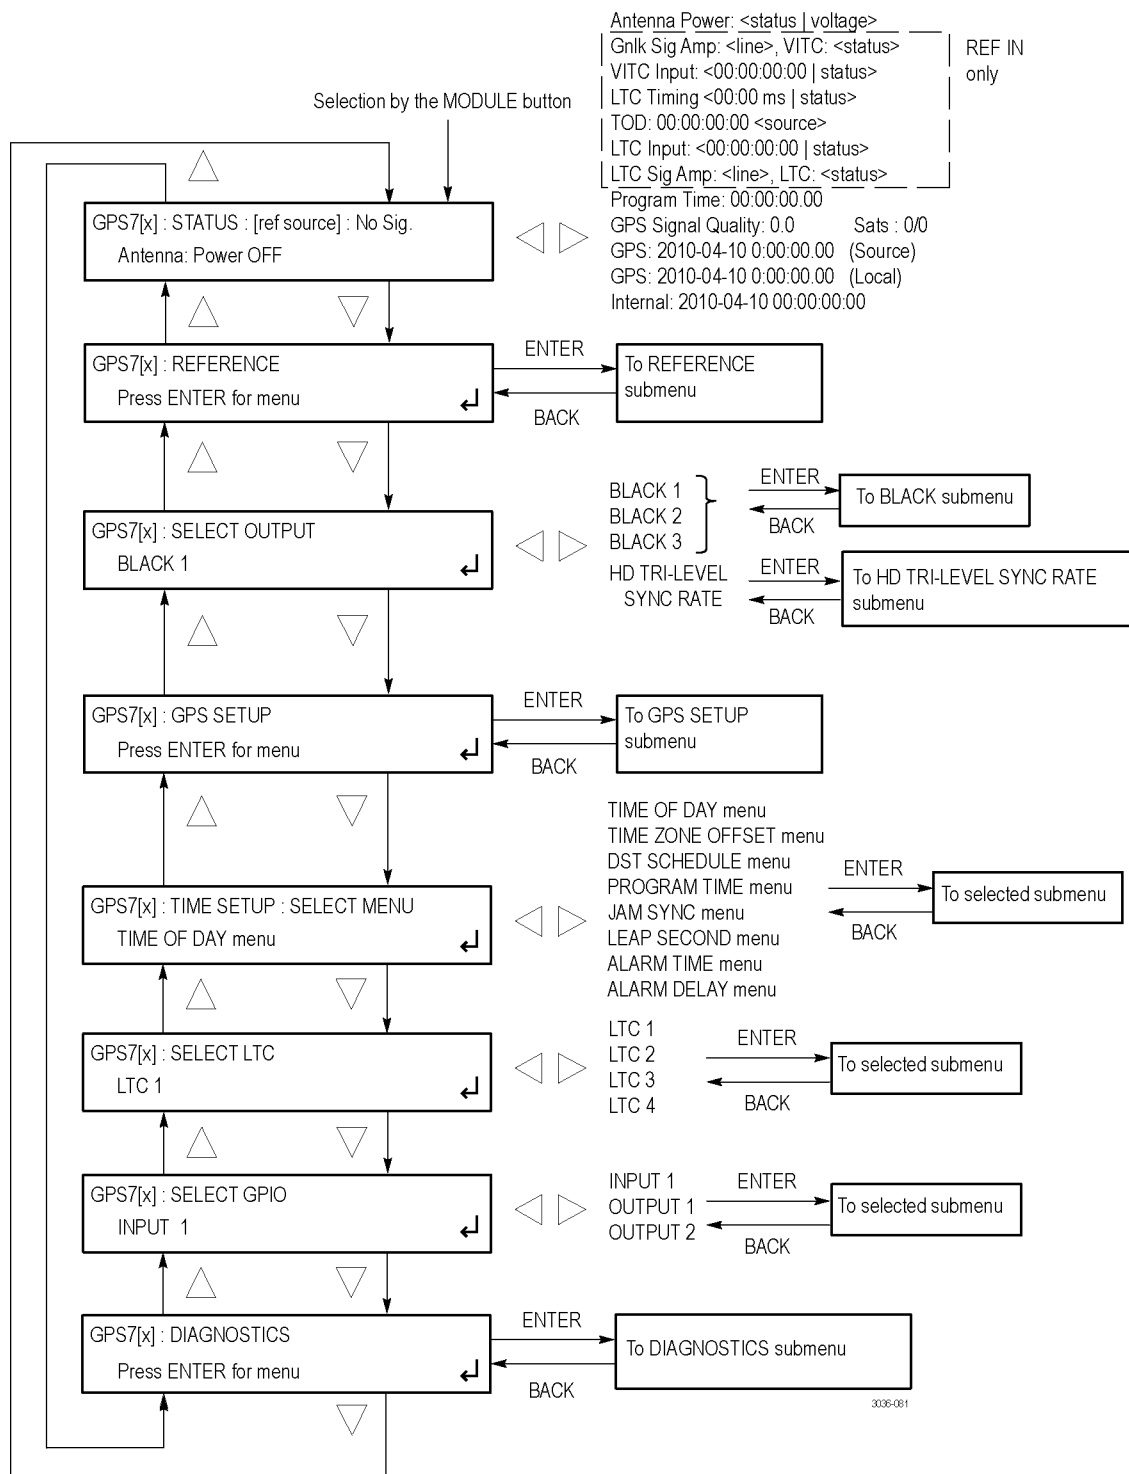 Antenna Power: <status | voltage>
Gnlk Sig Amp: <line>, VITC: <status>
VITC Input: <00:00:00:00 | status>
LTC Timing <00:00 ms | status>
TOD: 00:00:00:00 <source>
LTC Input: <00:00:00:00 | status>
LTC Sig Amp: <line>, LTC: <status>
REF IN
only
Program Time: 00:00:00.00
GPS Signal Quality: 0.0 Sats : 0/0
GPS: 2010-04-10 0:00:00.00 (Source)
GPS: 2010-04-10 0:00:00.00 (Local)
Internal: 2010-04-10 00:00:00:00
Selection by the MODULE button
GPS7[x] : STATUS : [ref source] : No Sig.
Antenna: Power OFF
GPS7[x] : REFERENCE
Press ENTER for menu
ENTER
BACK
To REFERENCE
submenu
GPS7[x] : SELECT OUTPUT
BLACK 1
BLACK 1
BLACK 2
BLACK 3
ENTER
BACK
To BLACK submenu
HD TRI-LEVEL
SYNC RATE
ENTER
BACK
To HD TRI-LEVEL SYNC RATE
submenu
GPS7[x] : GPS SETUP
Press ENTER for menu
ENTER
BACK
To GPS SETUP
submenu
GPS7[x] : TIME SETUP : SELECT MENU
TIME OF DAY menu
TIME OF DAY menu
TIME ZONE OFFSET menu
DST SCHEDULE menu
PROGRAM TIME menu
JAM SYNC menu
LEAP SECOND menu
ALARM TIME menu
ALARM DELAY menu
ENTER
BACK
To selected submenu
GPS7[x] : SELECT LTC
LTC 1
LTC 1
LTC 2
LTC 3
LTC 4
ENTER
BACK
To selected submenu
GPS7[x] : SELECT GPIO
INPUT 1
INPUT 1
OUTPUT 1
OUTPUT 2
ENTER
BACK
To selected submenu
GPS7[x] : DIAGNOSTICS
Press ENTER for menu
ENTER
BACK
To DIAGNOSTICS submenu
3036-081